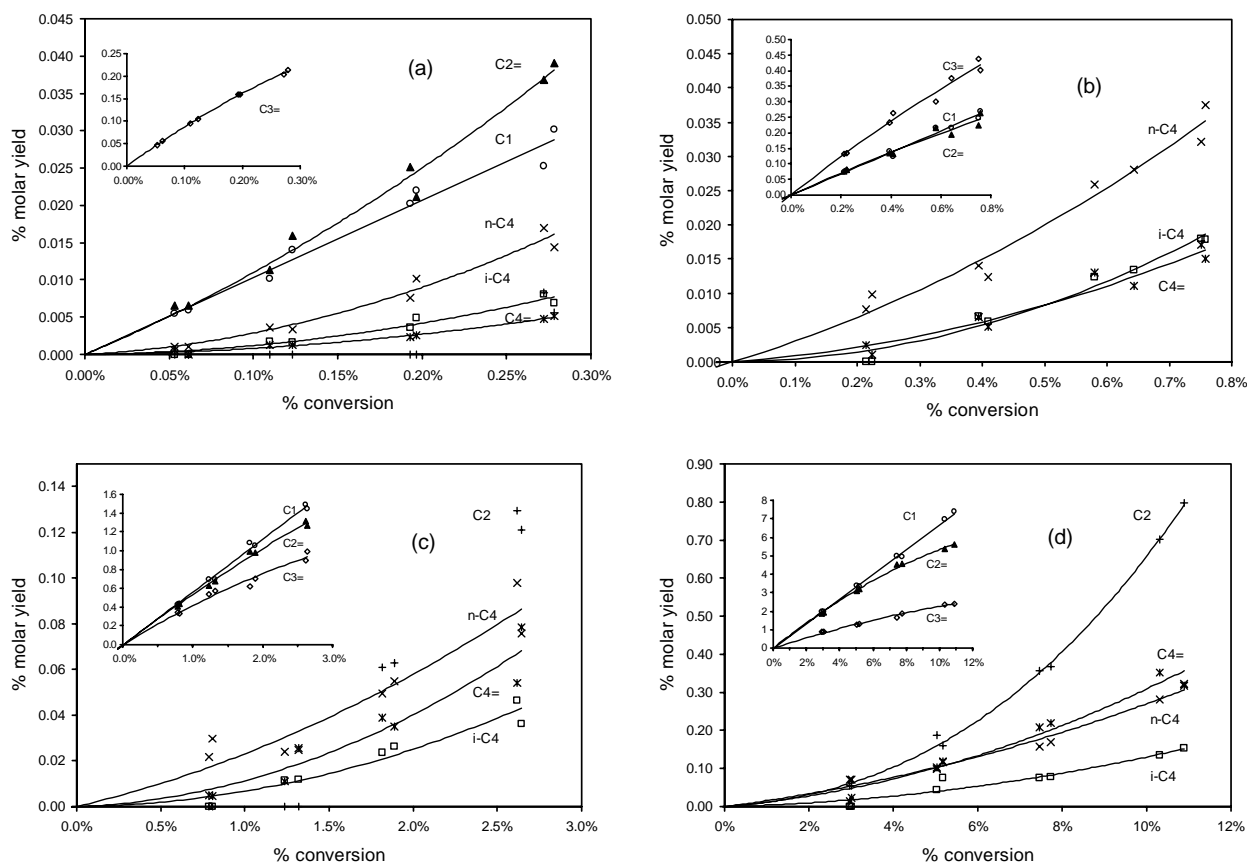 0.045
0.040
0.035
0.030
0.025
0.020
0.015
0.010
0.005
0.000
% molar yield
0.00% 0.05% 0.10% 0.15% 0.20% 0.25% 0.30%
% conversion
(a)
C2=
C1
n-C4
i-C4
C4=
0.25
0.20
0.15
0.10
0.05
0.00
0.00% 0.10% 0.20% 0.30%
C3=
0.050
0.045
0.040
0.035
0.030
0.025
0.020
0.015
0.010
0.005
0.000
% molar yield
0.0% 0.1% 0.2% 0.3% 0.4% 0.5% 0.6% 0.7% 0.8%
% conversion
(b)
n-C4
i-C4
C4=
0.50
0.45
0.40
0.35
0.30
0.25
0.20
0.15
0.10
0.05
0.00
0.0% 0.2% 0.4% 0.6% 0.8%
C3=
C1
C2=
0.14
0.12
0.10
0.08
0.06
0.04
0.02
0.00
% molar yield
0.0% 0.5% 1.0% 1.5% 2.0% 2.5% 3.0%
% conversion
(c)
C2
n-C4
C4=
i-C4
1.6
1.4
1.2
1.0
0.8
0.6
0.4
0.2
0.0
0.0% 1.0% 2.0% 3.0%
C1
C2=
C3=
0.90
0.80
0.70
0.60
0.50
0.40
0.30
0.20
0.10
0.00
% molar yield
0% 2% 4% 6% 8% 10% 12%
% conversion
(d)
C2
C4=
n-C4
i-C4
8
7
6
5
4
3
2
1
0
0% 2% 4% 6% 8% 10% 12%
C1
C2=
C3=